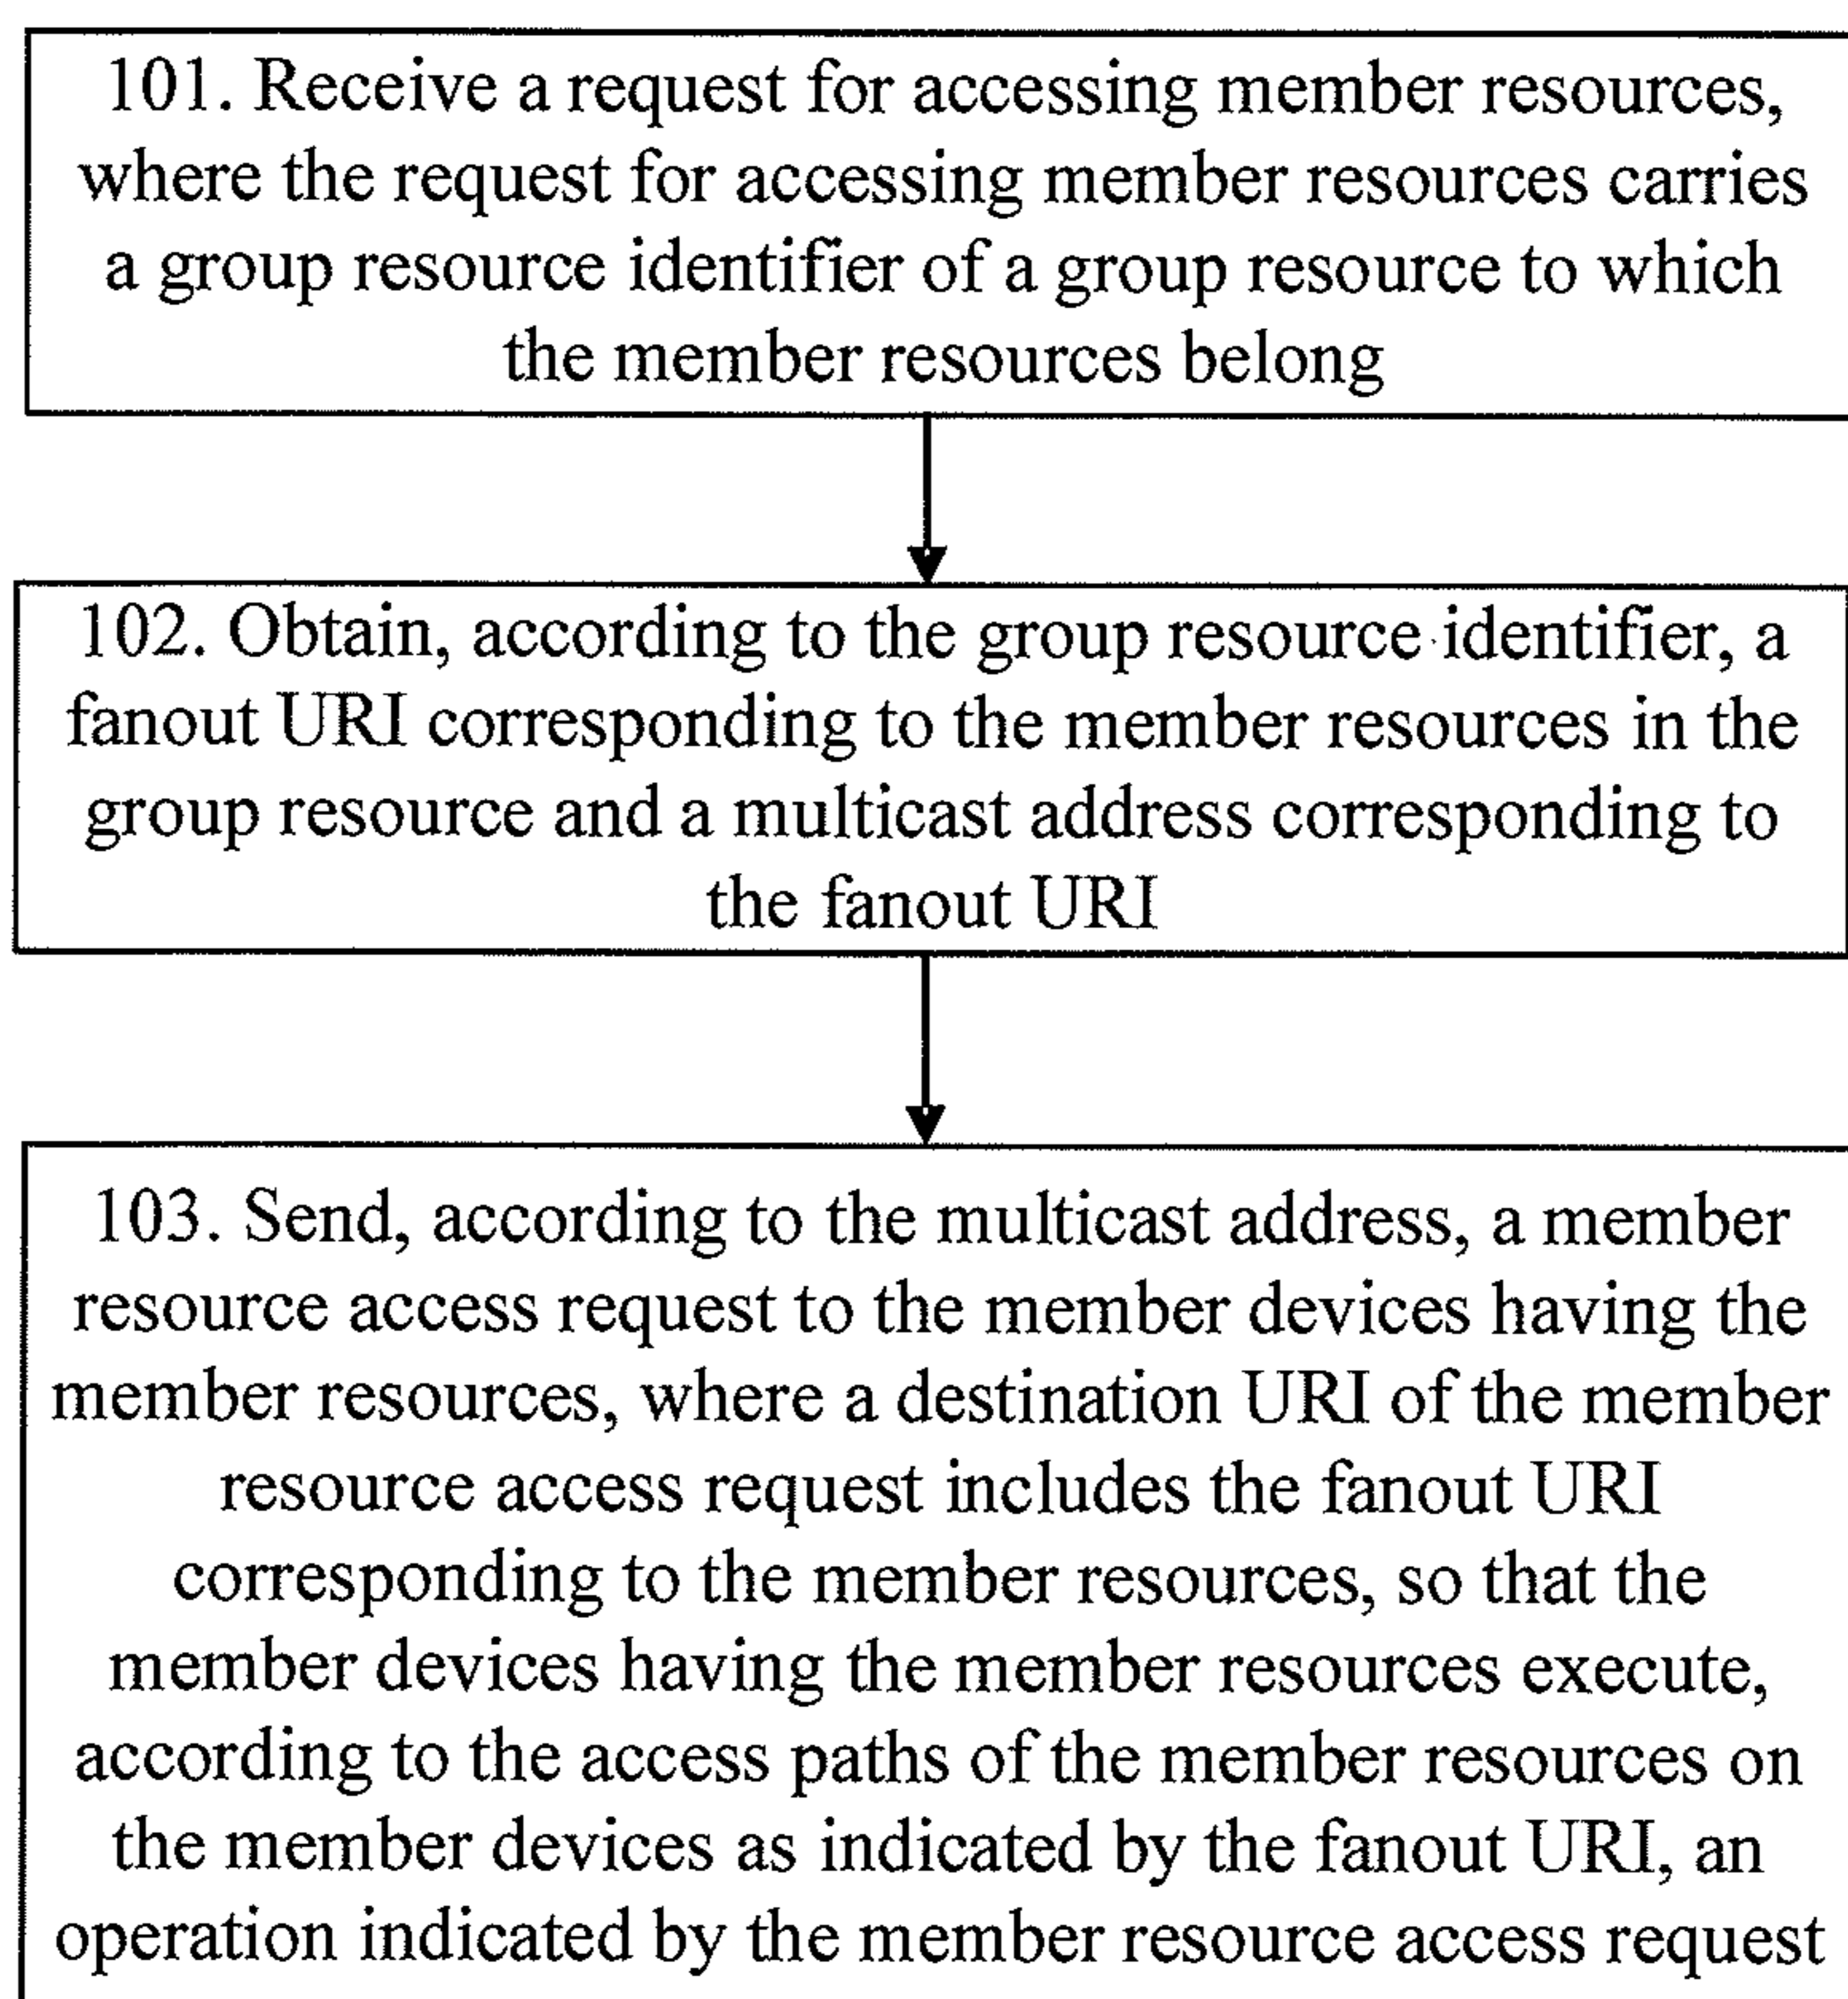 101. Receive a request for accessing member resources,
where the request for accessing member resources carries
a group resource identifier of a group resource to which
the member resources belong
102. Obtain, according to the group resource identifier, a
fanout URI corresponding to the member resources in the
group resource and a multicast address corresponding to
the fanout URI
103. Send, according to the multicast address, a member
resource access request to the member devices having the
member resources, where a destination URI of the member
resource access request includes the fanout URI
corresponding to the member resources, so that the
member devices having the member resources execute,
according to the access paths of the member resources on
the member devices as indicated by the fanout URI, an
operation indicated by the member resource access request